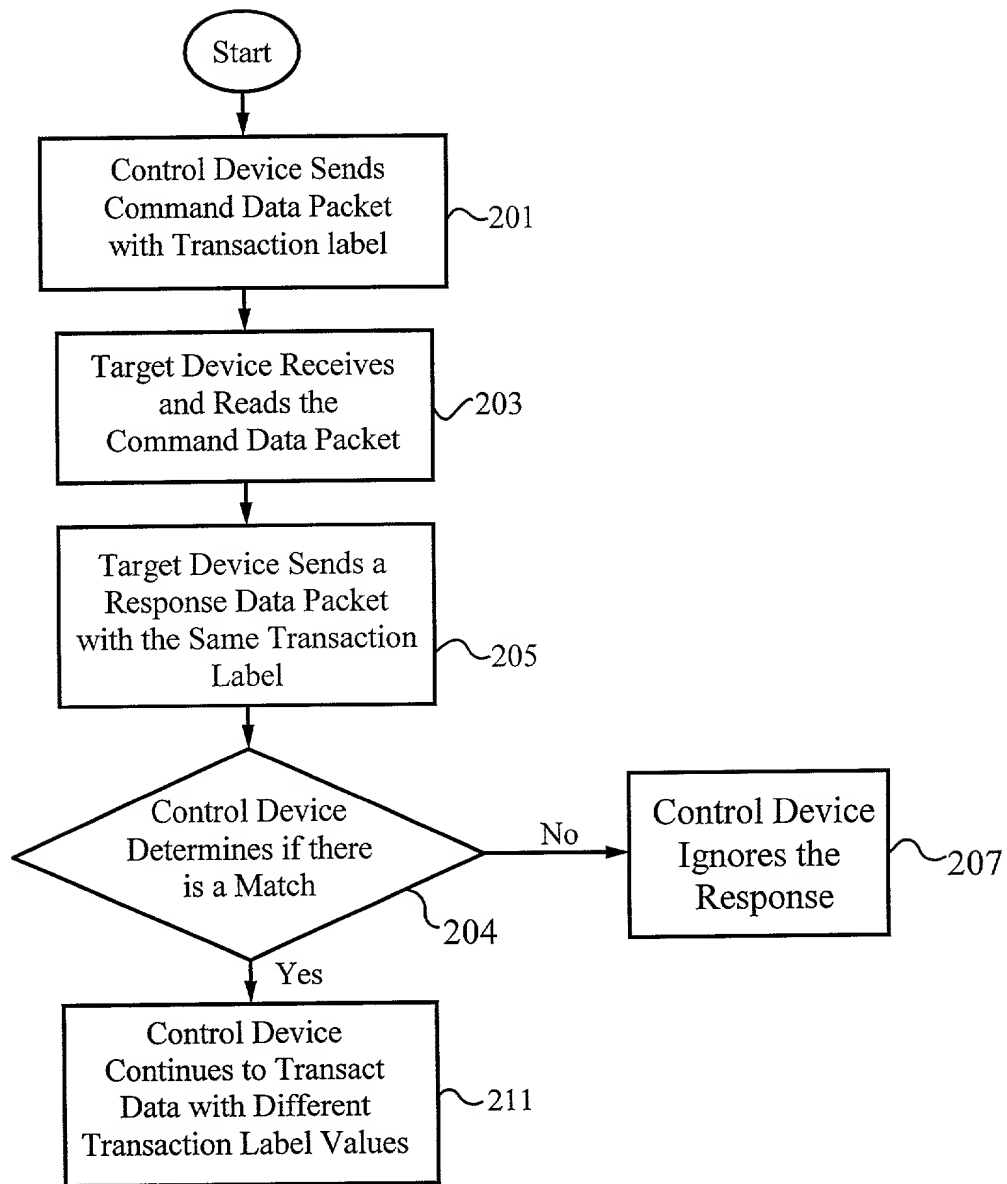 Start
Control Device Sends
Command Data Packet
with Transaction label
201
Target Device Receives
and Reads the
Command Data Packet
203
Target Device Sends a
Response Data Packet
with the Same Transaction
Label
205
Control Device
Determines if there
is a Match
204
No
Control Device
Ignores the
Response
207
Yes
Control Device
Continues to Transact
Data with Different
Transaction Label Values
211